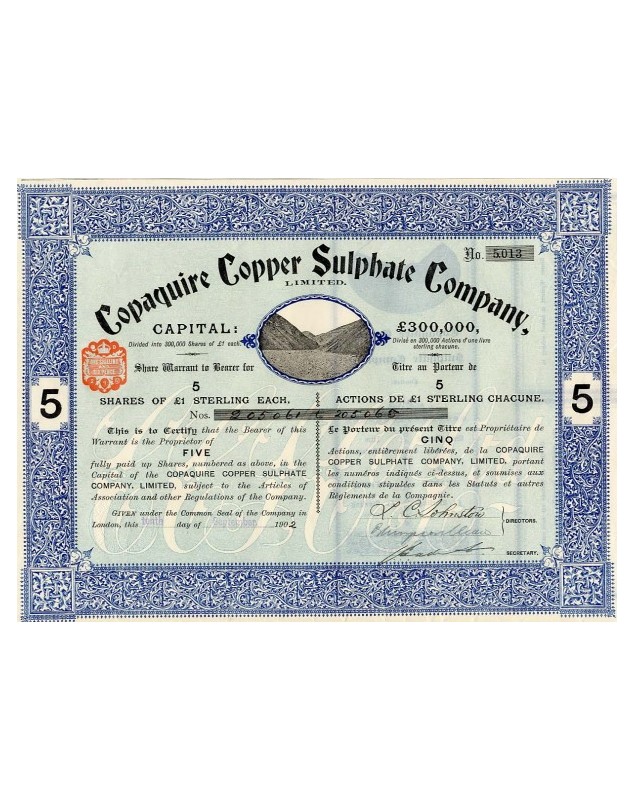 No. 5.013
Copaquire Copper Sulphate Company,
LIMITED.
CAPITAL: £300,000,
Divided into 300,000 Shares of £1 each.
Divisé en 300,000 Actions d'une livre
sterling chacune.
Share Warrant to Bearer for
5
SHARES OF £1 STERLING EACH,
Titre au Porteur de
5
ACTIONS DE £1 STERLING CHACUNE.
Nos. 205061 205065
This is to Certify that the Bearer of this
Warrant is the Proprietor of
FIVE
fully paid up Shares, numbered as above, in the
Capital of the COPAQUIRE COPPER SULPHATE
COMPANY, LIMITED, subject to the Articles of
Association and other Regulations of the Company.
GIVEN under the Common Seal of the Company in
London, this day of 1902
Le Porteur du présent Titre est Propriétaire de
CINQ
Actions, entièrement libérées, de la COPAQUIRE
COPPER SULPHATE COMPANY, LIMITED, portant
les numéros indiqués ci-dessus, et soumises aux
conditions stipulées dans les Statuts et autres
Règlements de la Compagnie.
L. C. Johnston
DIRECTORS.
SECRETARY.
5
5